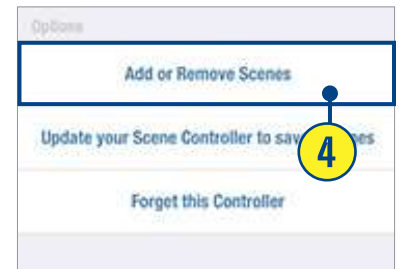 Options
Add or Remove Scenes
Update your Scene Controller to
4
Forget this Controller